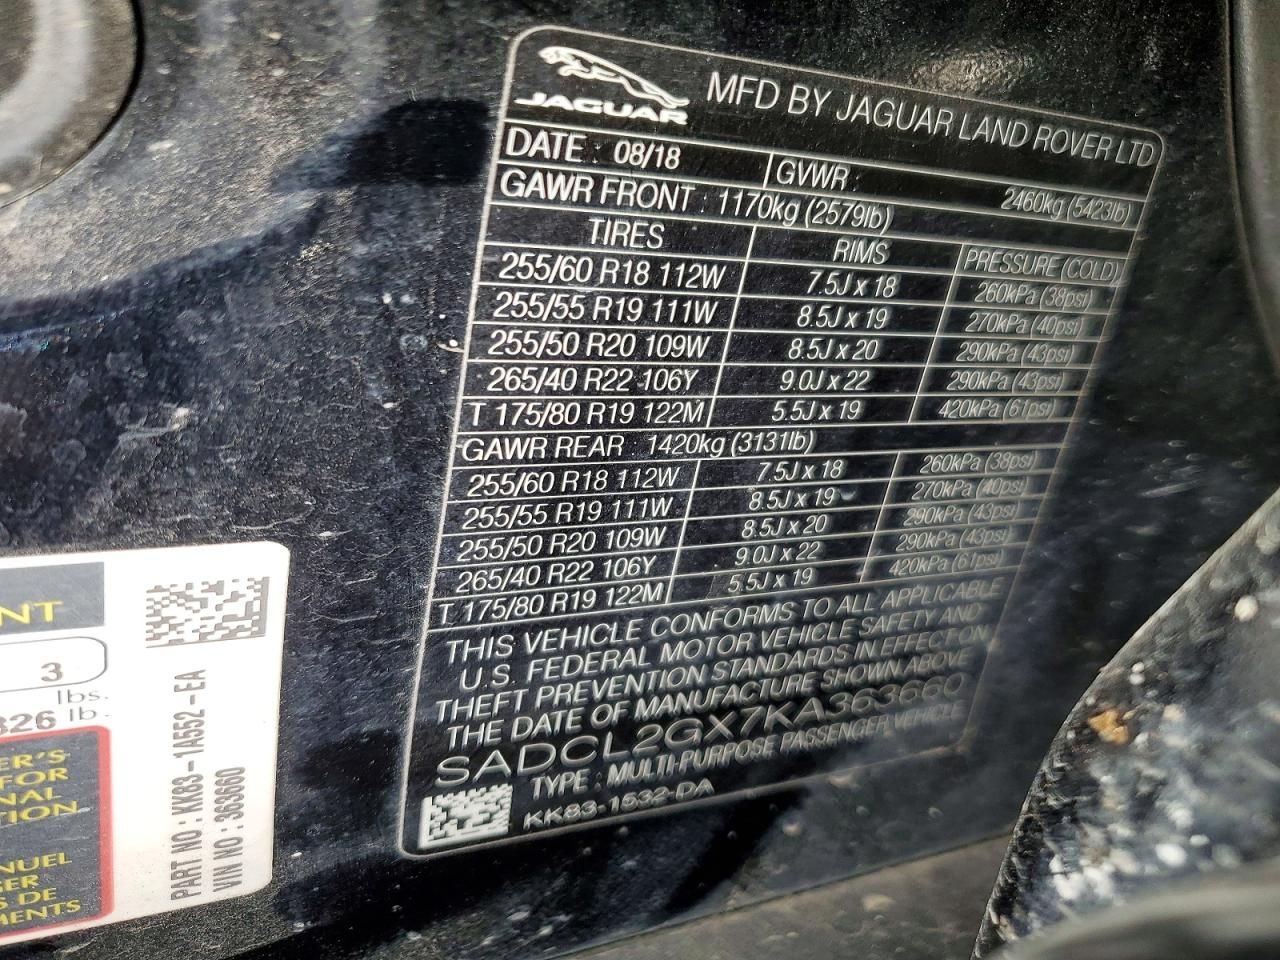 JAGUAR
MFD BY JAGUAR LAND ROVER LTD
DATE : 08/18 GVWR : 2460kg (5423lb)
GAWR FRONT : 1170kg (2579lb)
TIRES RIMS PRESSURE (COLD)
255/60 R18 112W 7.5J x 18 260kPa (38psi)
255/55 R19 111W 8.5J x 19 270kPa (40psi)
255/50 R20 109W 8.5J x 20 290kPa (43psi)
265/40 R22 106Y 9.0J x 22 290kPa (43psi)
T 175/80 R19 122M 5.5J x 19 420kPa (61psi)
GAWR REAR : 1420kg (3131lb)
255/60 R18 112W 7.5J x 18 260kPa (38psi)
255/55 R19 111W 8.5J x 19 270kPa (40psi)
255/50 R20 109W 8.5J x 20 290kPa (43psi)
265/40 R22 106Y 9.0J x 22 290kPa (43psi)
T 175/80 R19 122M 5.5J x 19 420kPa (61psi)
THIS VEHICLE CONFORMS TO ALL APPLICABLE
U.S. FEDERAL MOTOR VEHICLE SAFETY AND
THEFT PREVENTION STANDARDS IN EFFECT ON
THE DATE OF MANUFACTURE SHOWN ABOVE
SADCL2GX7KA363660
TYPE : MULTI-PURPOSE PASSENGER VEHICLE
KK83-1532-DA
NT
3
lbs.
326 lb.
ER'S
FOR
NAL
TION.
NUEL
GER
S DE
MENTS
PART NO : KK83-1A552-EA
VIN NO : 363660